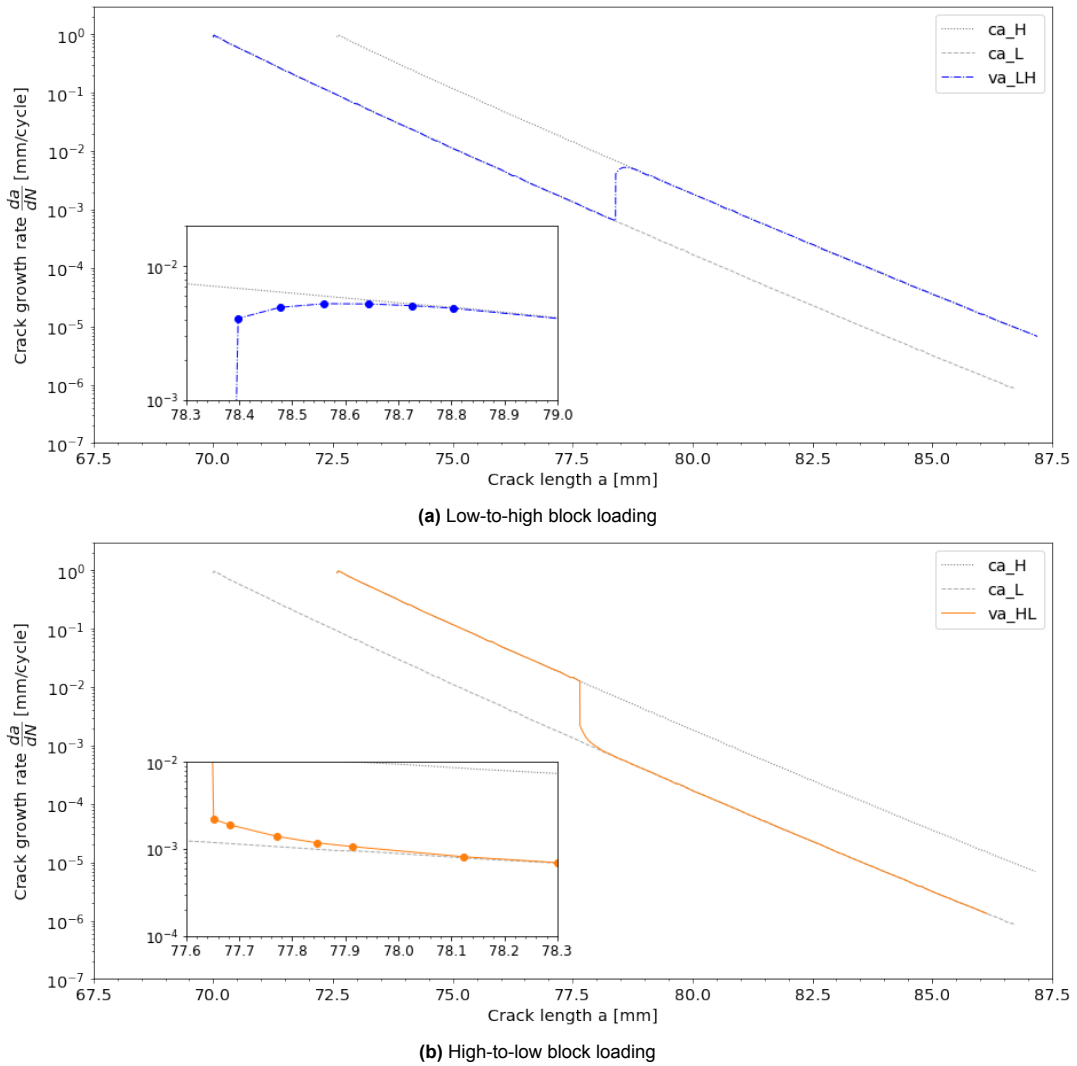 10⁰
10⁻¹
10⁻²
10⁻³
10⁻⁴
10⁻⁵
10⁻⁶
10⁻⁷
Crack growth rate da/dN [mm/cycle]
ca_H
ca_L
va_LH
10⁻²
10⁻³
78.3 78.4 78.5 78.6 78.7 78.8 78.9 79.0
67.5 70.0 72.5 75.0 77.5 80.0 82.5 85.0 87.5
Crack length a [mm]
(a) Low-to-high block loading
10⁰
10⁻¹
10⁻²
10⁻³
10⁻⁴
10⁻⁵
10⁻⁶
10⁻⁷
Crack growth rate da/dN [mm/cycle]
ca_H
ca_L
va_HL
10⁻²
10⁻³
10⁻⁴
77.6 77.7 77.8 77.9 78.0 78.1 78.2 78.3
67.5 70.0 72.5 75.0 77.5 80.0 82.5 85.0 87.5
Crack length a [mm]
(b) High-to-low block loading